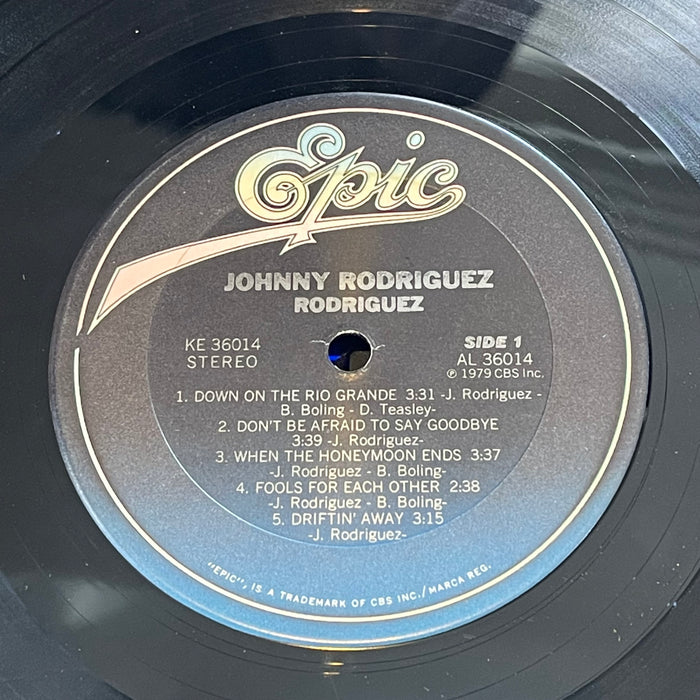 Epic
JOHNNY RODRIGUEZ
RODRIGUEZ
KE 36014
STEREO
SIDE 1
AL 36014
℗ 1979 CBS Inc.
1. DOWN ON THE RIO GRANDE 3:31 -J. Rodriguez -
B. Boling - D. Teasley-
2. DON'T BE AFRAID TO SAY GOODBYE
3:39 -J. Rodriguez-
3. WHEN THE HONEYMOON ENDS 3:37
-J. Rodriguez - B. Boling-
4. FOOLS FOR EACH OTHER 2:38
-J. Rodriguez - B. Boling-
5. DRIFTIN' AWAY 3:15
-J. Rodriguez-
"EPIC", IS A TRADEMARK OF CBS INC./MARCA REG.